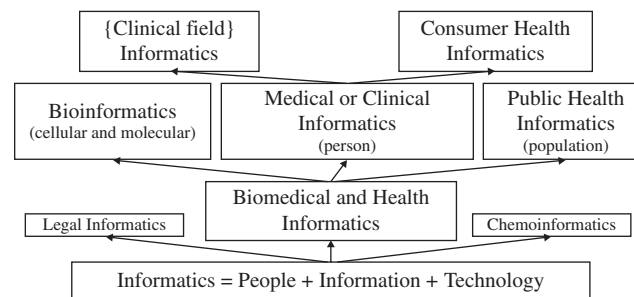 {Clinical field}
Informatics
Consumer Health
Informatics
Bioinformatics
(cellular and molecular)
Medical or Clinical
Informatics
(person)
Public Health
Informatics
(population)
Biomedical and Health
Informatics
Legal Informatics
Chemoinformatics
Informatics = People + Information + Technology